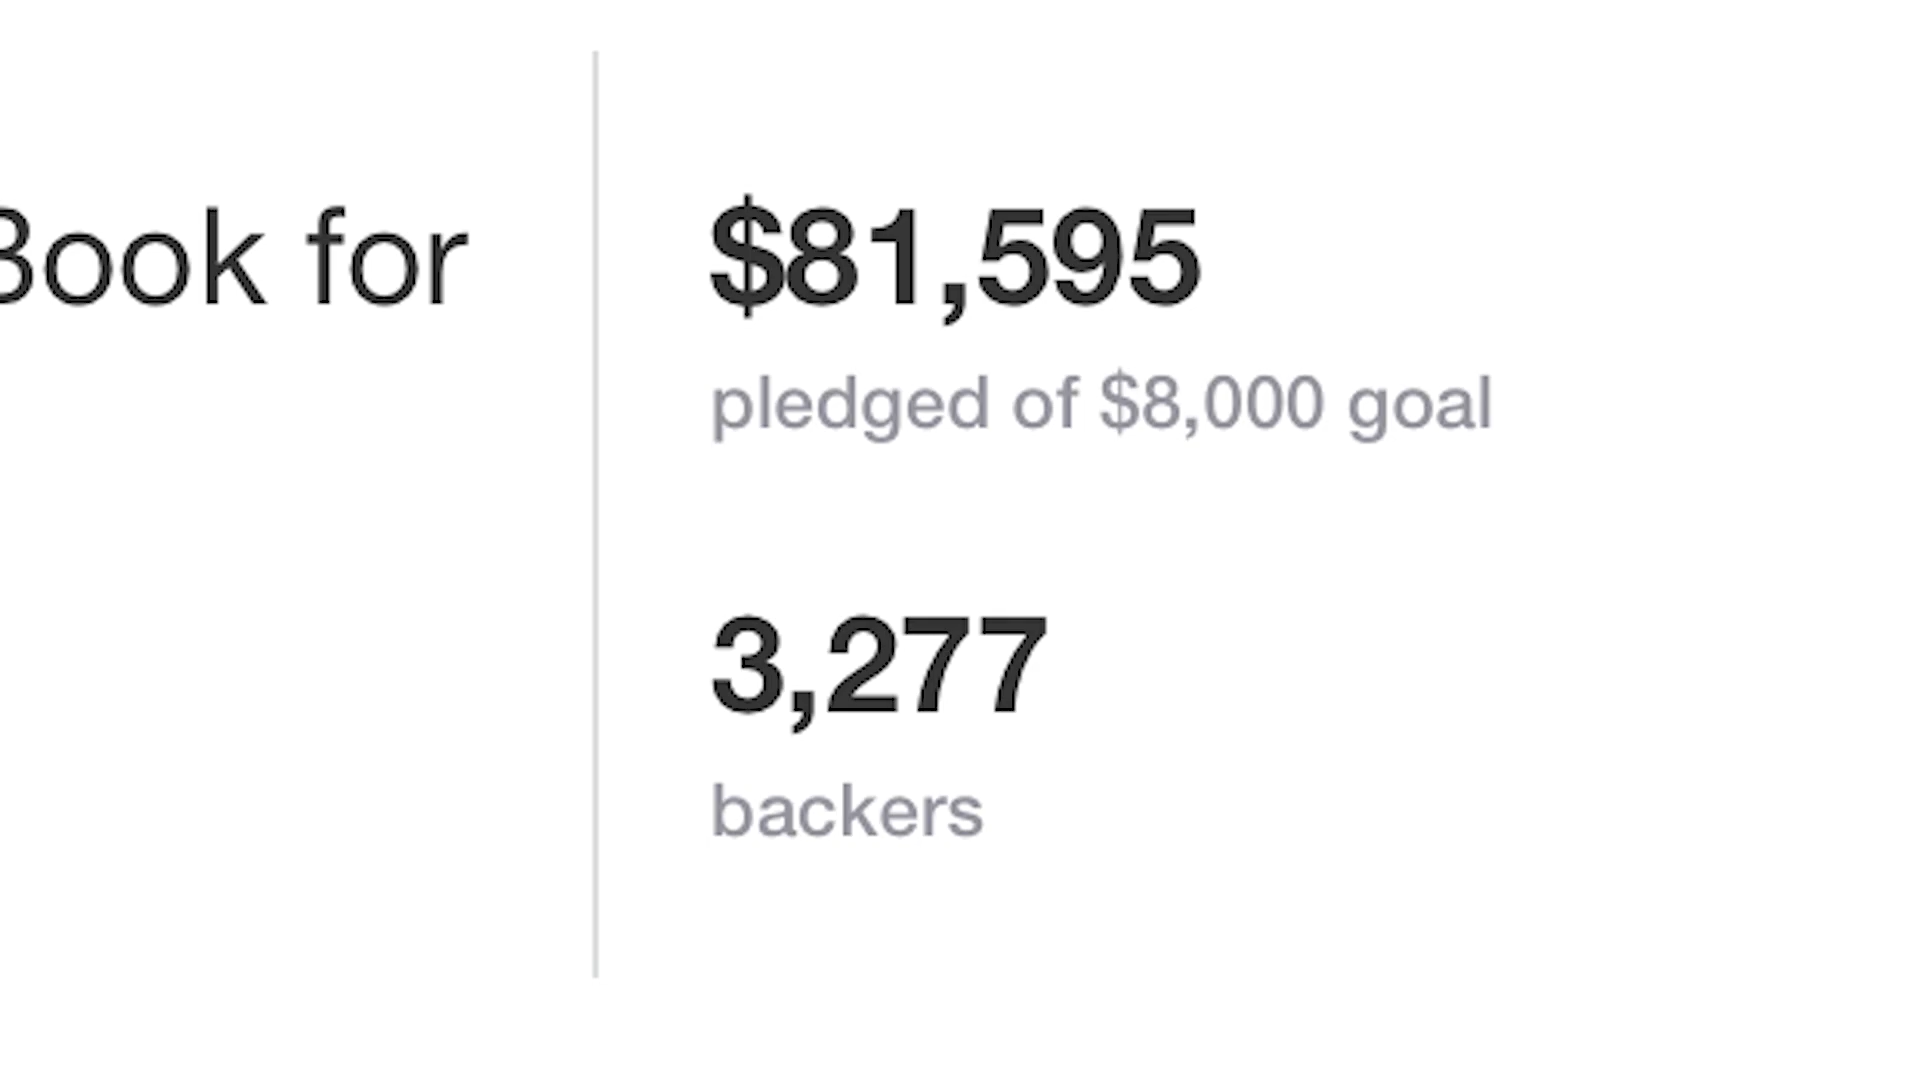 Book for
$81,595
pledged of $8,000 goal
3,277
backers